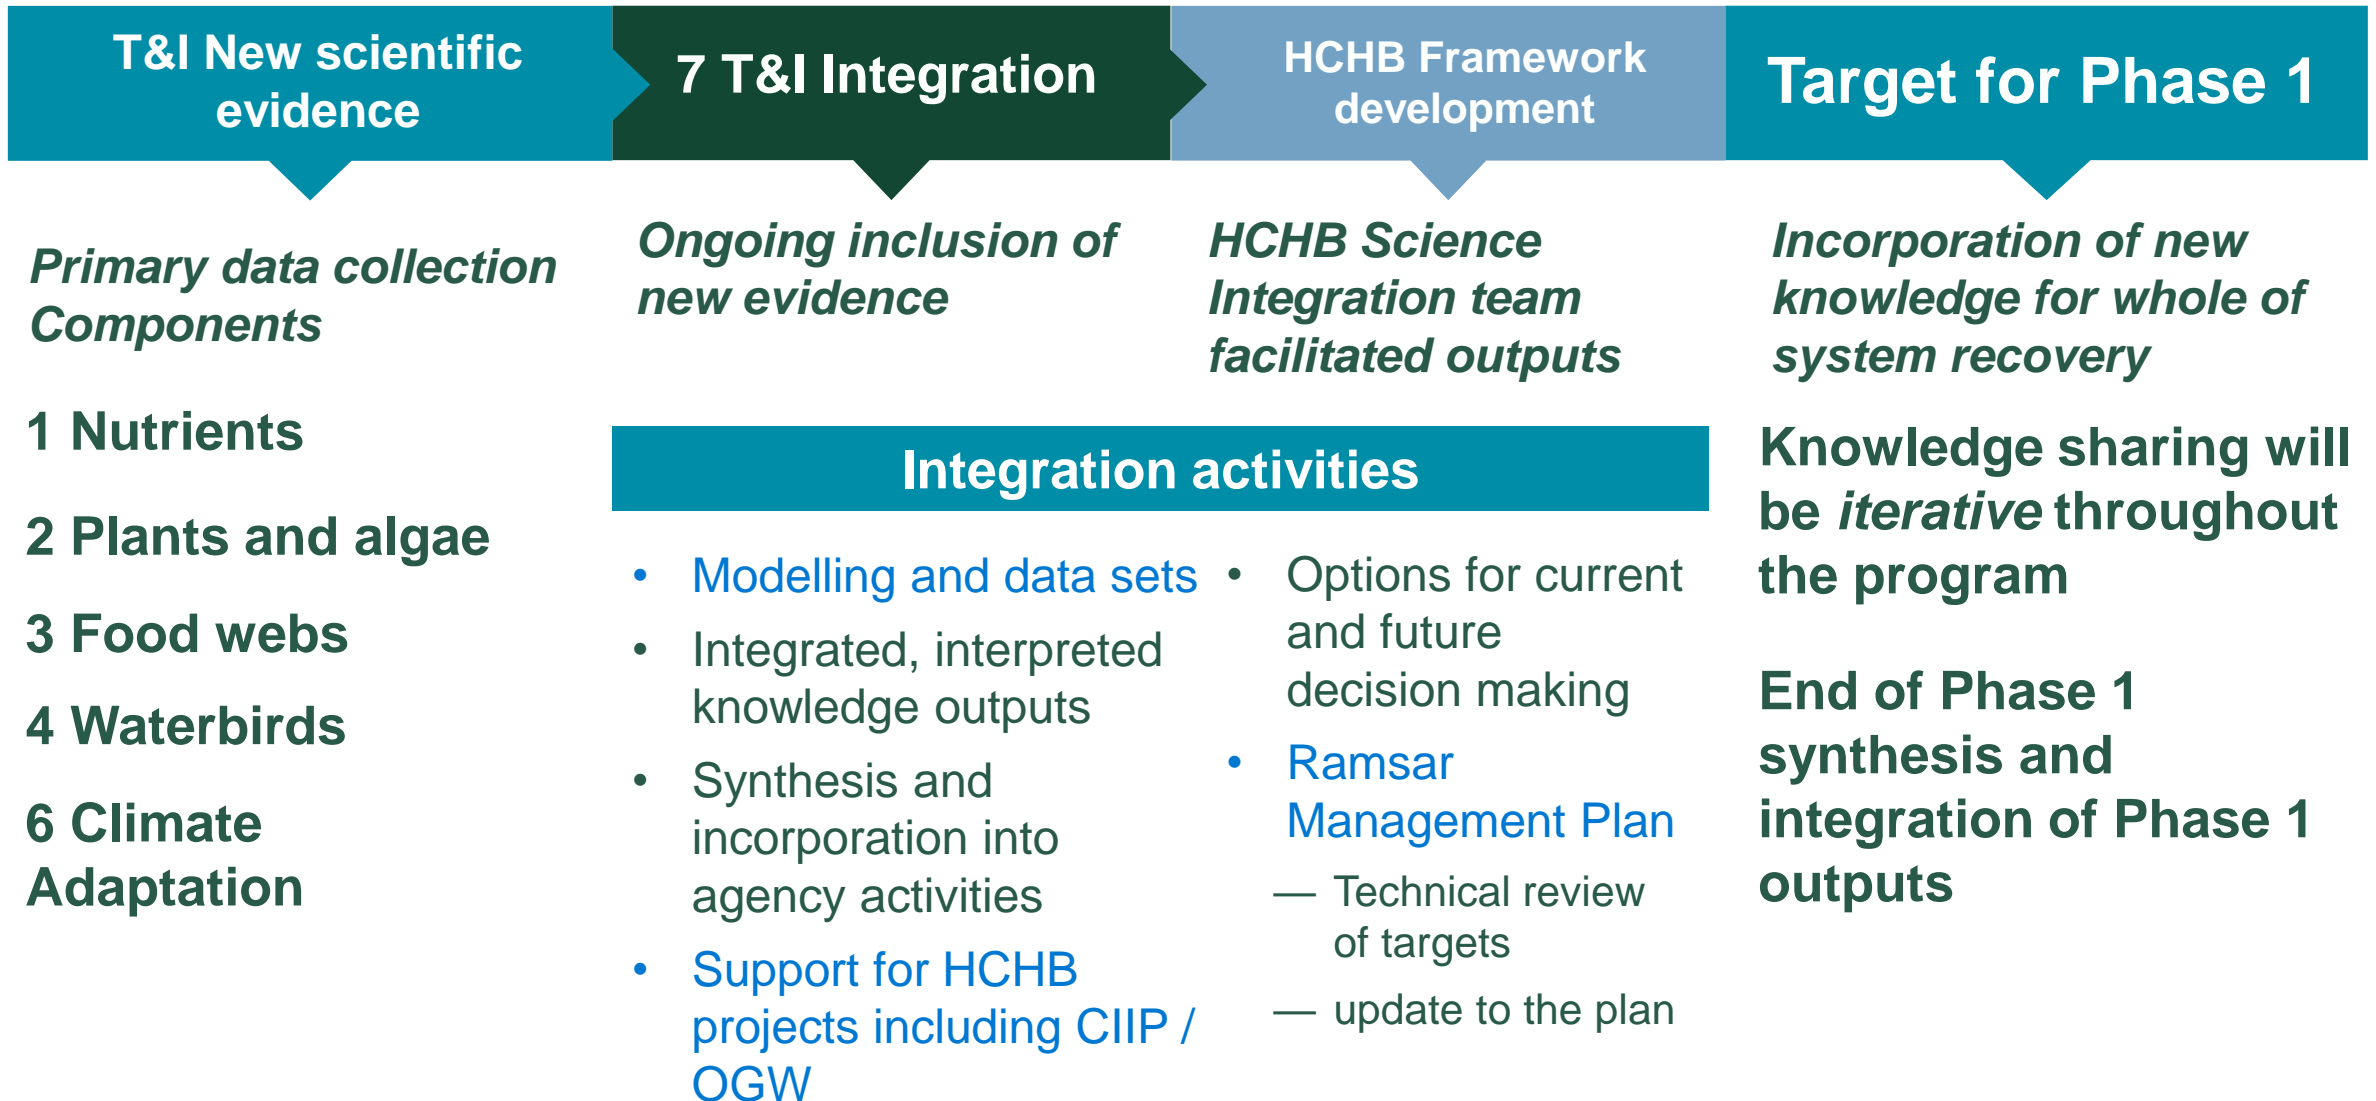 T&I New scientific
evidence
7 T&I Integration
HCHB Framework
development
Target for Phase 1
Primary data collection
Components
1 Nutrients
2 Plants and algae
3 Food webs
4 Waterbirds
6 Climate
Adaptation
Ongoing inclusion of
new evidence
HCHB Science
Integration team
facilitated outputs
Integration activities
• Modelling and data sets
• Integrated, interpreted
knowledge outputs
• Synthesis and
incorporation into
agency activities
• Support for HCHB
projects including CIIP /
OGW
• Options for current
and future
decision making
• Ramsar
Management Plan
— Technical review
of targets
— update to the plan
Incorporation of new
knowledge for whole of
system recovery
Knowledge sharing will
be iterative throughout
the program
End of Phase 1
synthesis and
integration of Phase 1
outputs